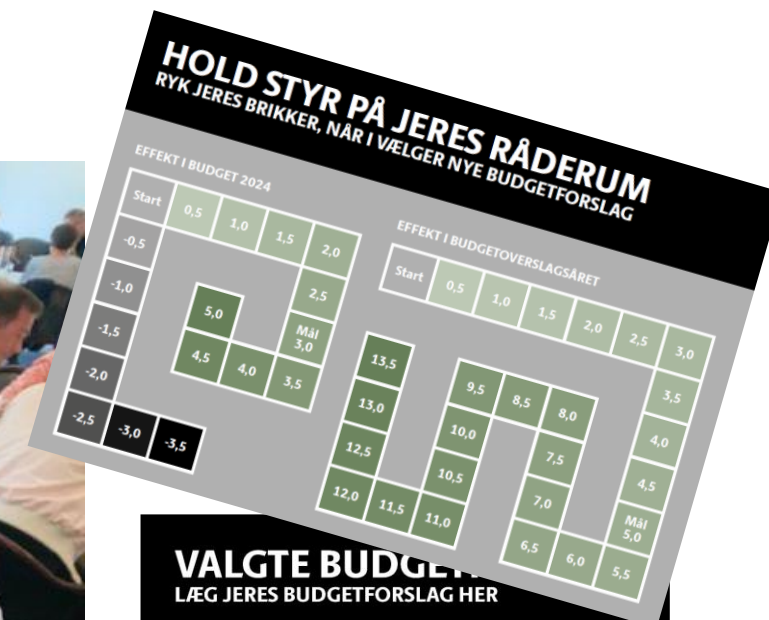 HOLD STYR PÅ JERES RÅDERUM
RYK JERES BRIKKER, NÅR I VÆLGER NYE BUDGETFORSLAG
EFFEKT I BUDGET 2024
Start 0,5 1,0 1,5 2,0
-0,5 2,5
-1,0 5,0 Mål 3,0
-1,5 4,5 4,0 3,5
-2,0
-2,5 -3,0 -3,5
EFFEKT I BUDGETOVERSLAGSÅRET
Start 0,5 1,0 1,5 2,0 2,5 3,0
13,5 9,5 8,5 8,0 3,5
13,0 10,0 7,5 4,0
12,5 10,5 7,0 4,5
12,0 11,5 11,0 6,5 6,0 5,5 Mål 5,0
VALGTE
LÆG JERES BUDGETFORSLAG HER